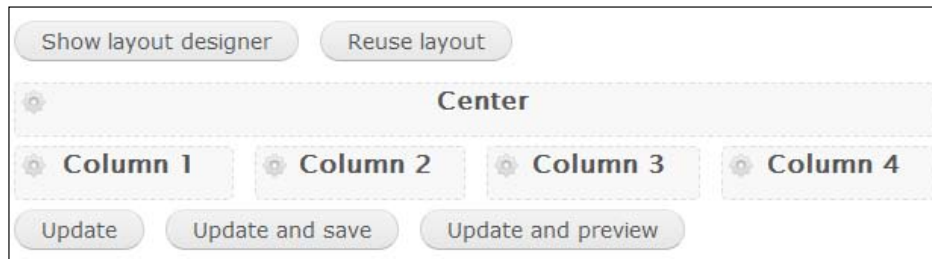 Show layout designer Reuse layout
Center
Column 1 Column 2 Column 3 Column 4
Update Update and save Update and preview